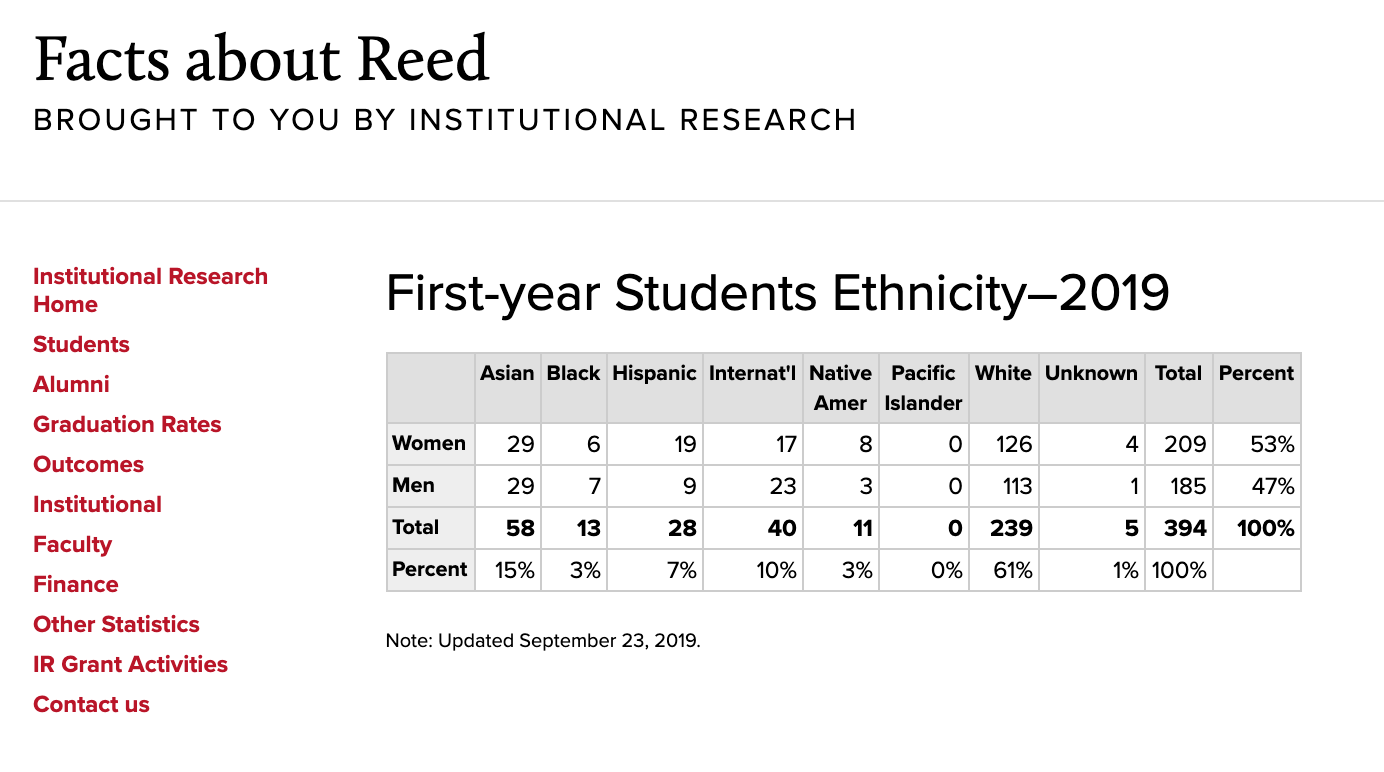 Facts about Reed
BROUGHT TO YOU BY INSTITUTIONAL RESEARCH
Institutional Research
Home
Students
Alumni
Graduation Rates
Outcomes
Institutional
Faculty
Finance
Other Statistics
IR Grant Activities
Contact us
First-year Students Ethnicity–2019
Asian Black Hispanic Internat'l Native Amer Pacific Islander White Unknown Total Percent
Women 29 6 19 17 8 0 126 4 209 53%
Men 29 7 9 23 3 0 113 1 185 47%
Total 58 13 28 40 11 0 239 5 394 100%
Percent 15% 3% 7% 10% 3% 0% 61% 1% 100%
Note: Updated September 23, 2019.